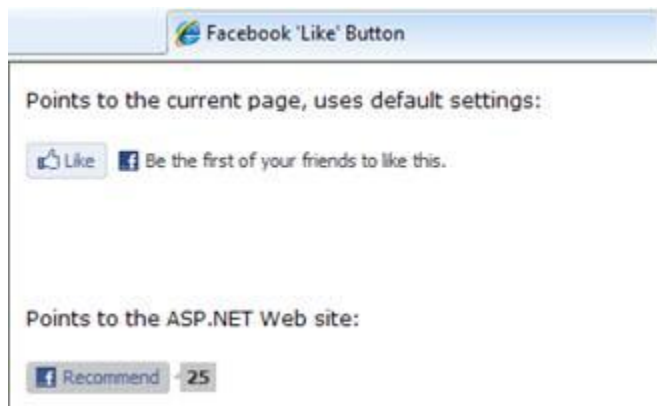 Facebook 'Like' Button
Points to the current page, uses default settings:
Like Be the first of your friends to like this.
Points to the ASP.NET Web site:
Recommend 25